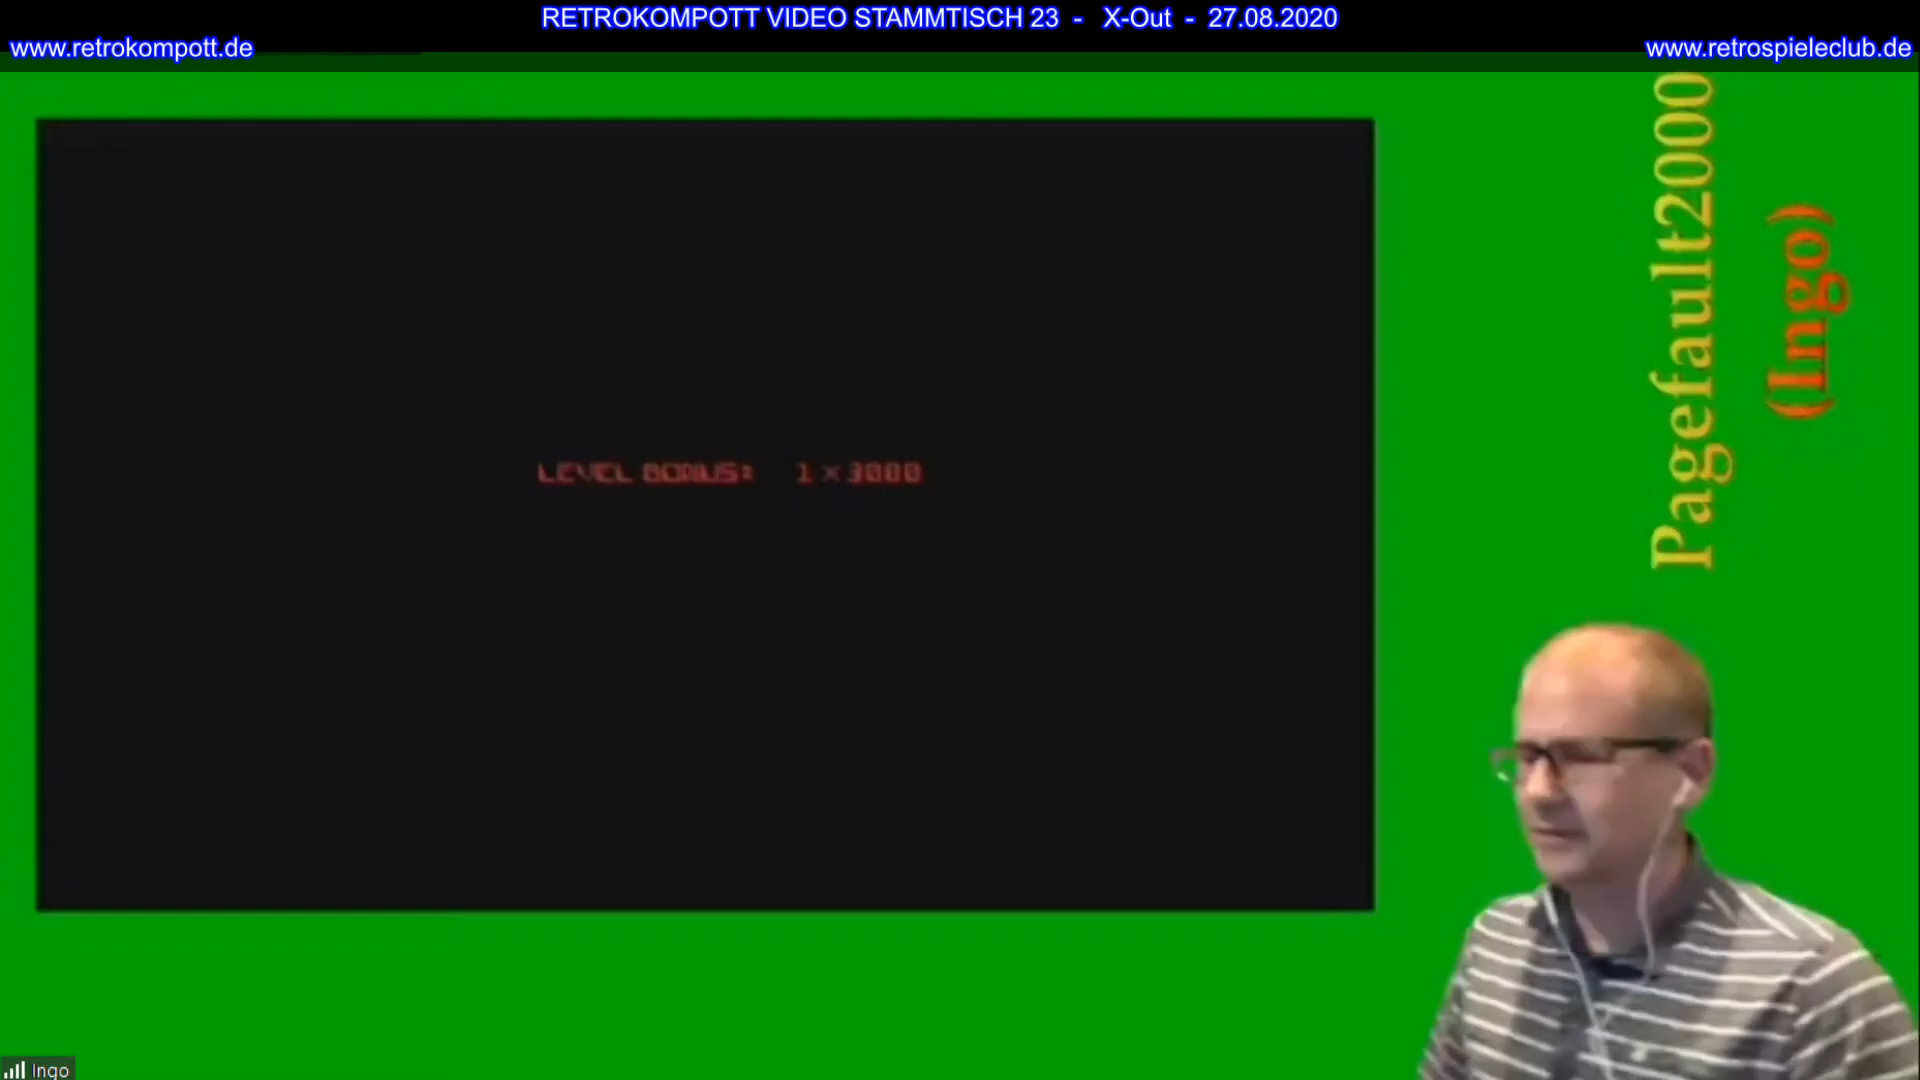 RETROKOMPOTT VIDEO STAMMTISCH 23 - X-Out - 27.08.2020
www.retrokompott.de
www.retrospieleclub.de
LEVEL BONUS: 1 × 3000
Pagefault2000
(Ingo)
Ingo